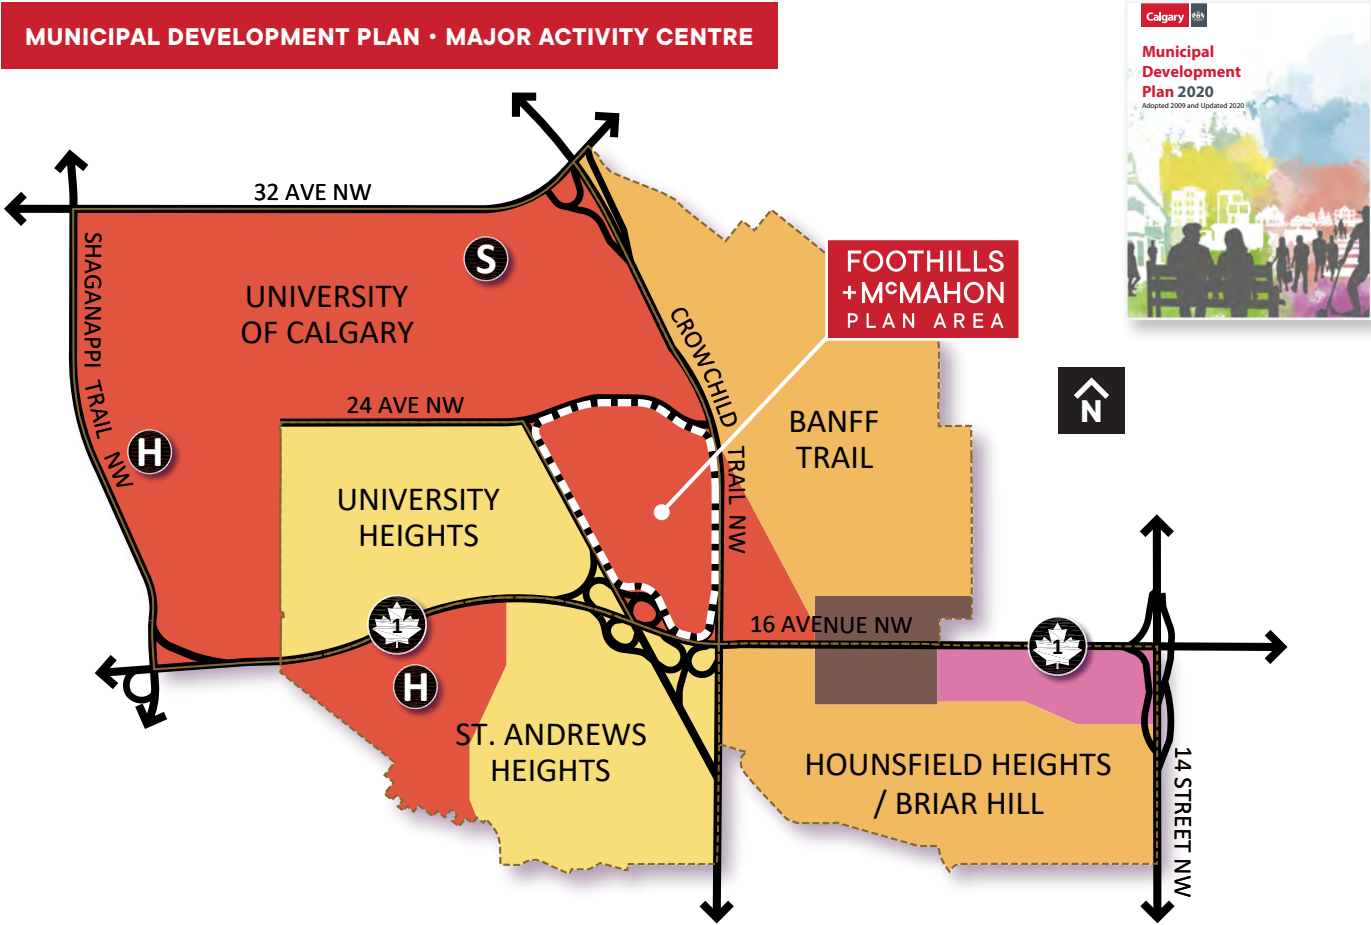 MUNICIPAL DEVELOPMENT PLAN • MAJOR ACTIVITY CENTRE
Calgary
Municipal
Development
Plan 2020
Adopted 2009 and Updated 2020
32 AVE NW
SHAGANAPPI TRAIL NW
S
UNIVERSITY
OF CALGARY
FOOTHILLS
+McMAHON
PLAN AREA
CROWCHILD TRAIL NW
24 AVE NW
BANFF
TRAIL
N
H
UNIVERSITY
HEIGHTS
1
16 AVENUE NW
1
H
ST. ANDREWS
HEIGHTS
HOUNSFIELD HEIGHTS
/ BRIAR HILL
14 STREET NW